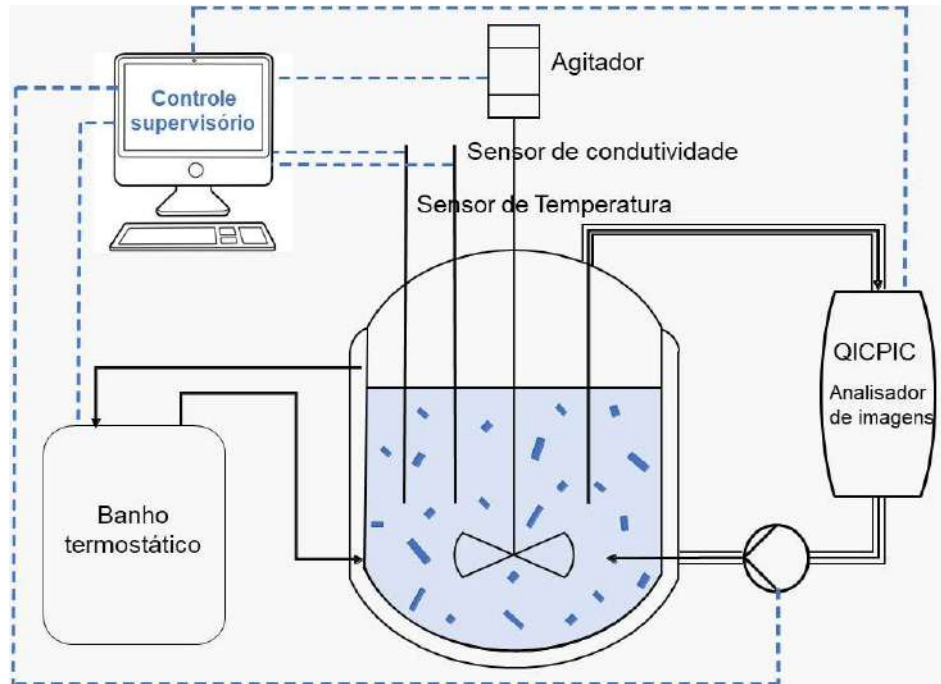 Agitador
Controle
supervisório
Sensor de condutividade
Sensor de Temperatura
QICPIC
Analisador
de imagens
Banho
termostático